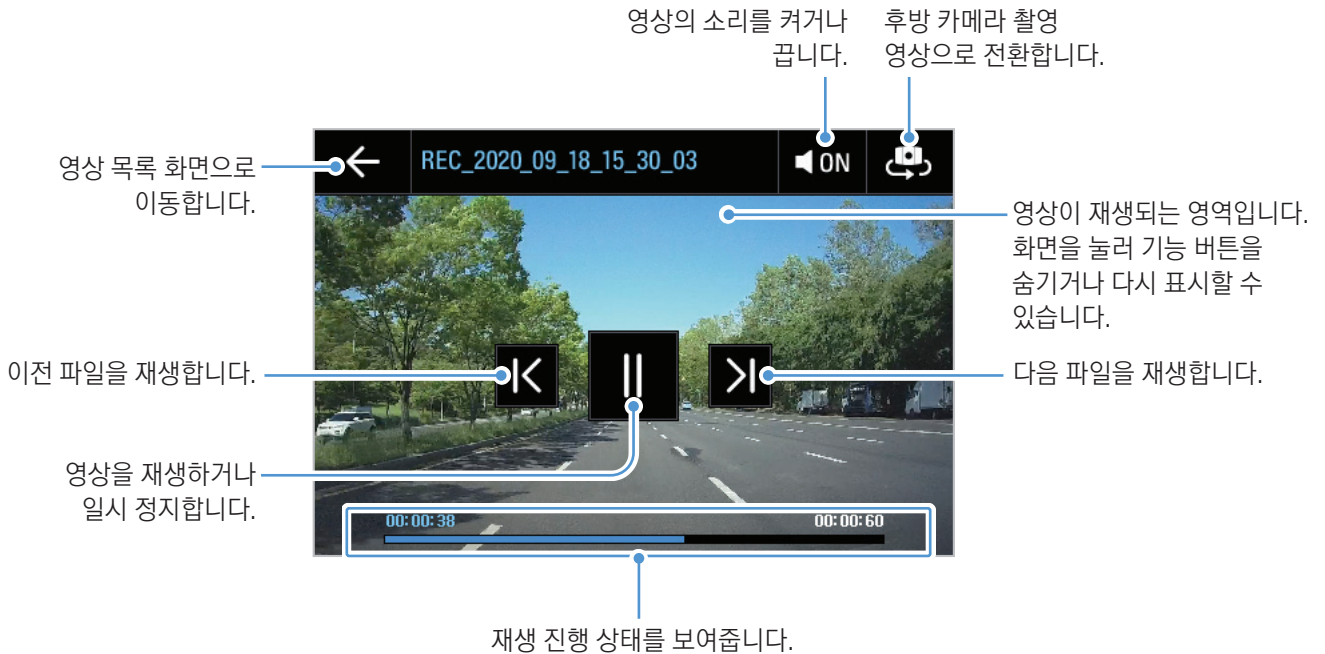 영상의 소리를 켜거나
끕니다.
후방 카메라 촬영
영상으로 전환합니다.
영상 목록 화면으로
이동합니다.
REC_2020_09_18_15_30_03
ON
영상이 재생되는 영역입니다.
화면을 눌러 기능 버튼을
숨기거나 다시 표시할 수
있습니다.
이전 파일을 재생합니다.
다음 파일을 재생합니다.
영상을 재생하거나
일시 정지합니다.
00:00:38
00:00:60
재생 진행 상태를 보여줍니다.